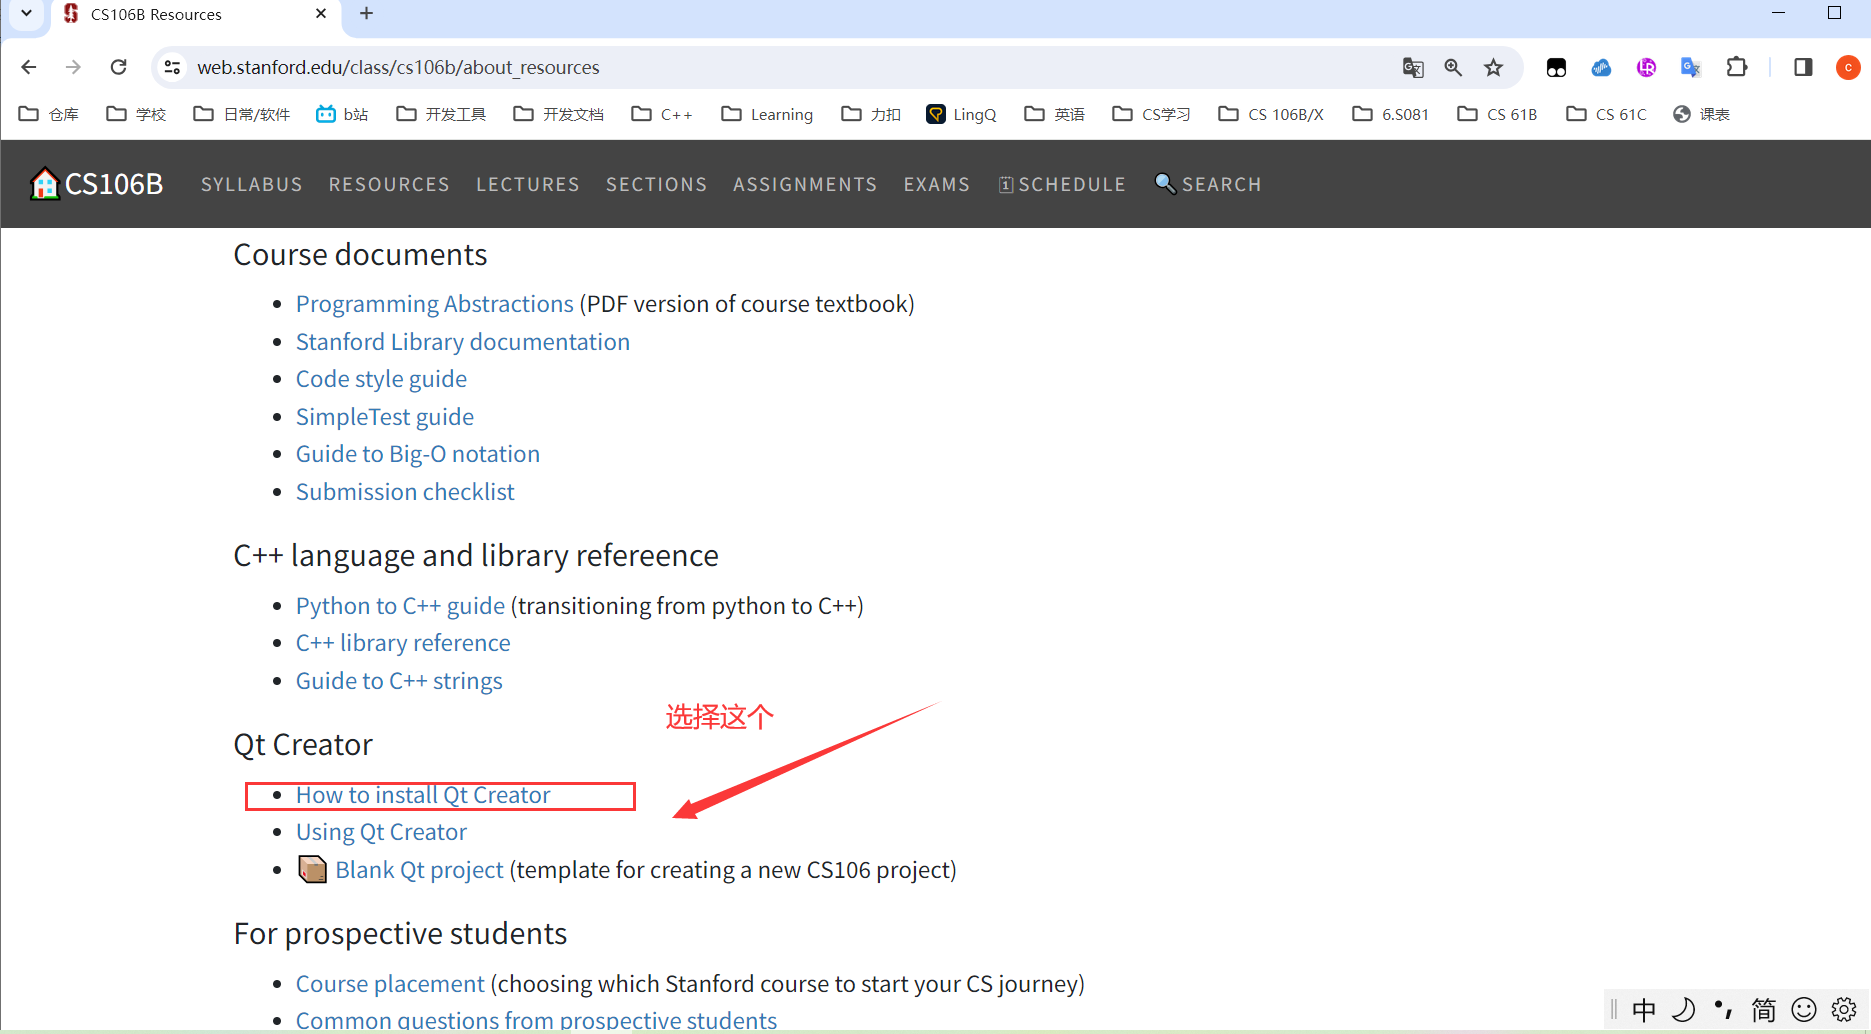 CS106B Resources
web.stanford.edu/class/cs106b/about_resources
仓库 学校 日常/软件 b站 开发工具 开发文档 C++ Learning 力扣 LingQ 英语 CS学习 CS 106B/X 6.S081 CS 61B CS 61C 课表
CS106B SYLLABUS RESOURCES LECTURES SECTIONS ASSIGNMENTS EXAMS SCHEDULE SEARCH
Course documents
Programming Abstractions (PDF version of course textbook)
Stanford Library documentation
Code style guide
SimpleTest guide
Guide to Big-O notation
Submission checklist
C++ language and library refereence
Python to C++ guide (transitioning from python to C++)
C++ library reference
Guide to C++ strings
选择这个
Qt Creator
How to install Qt Creator
Using Qt Creator
Blank Qt project (template for creating a new CS106 project)
For prospective students
Course placement (choosing which Stanford course to start your CS journey)
Common questions from prospective students
中 简